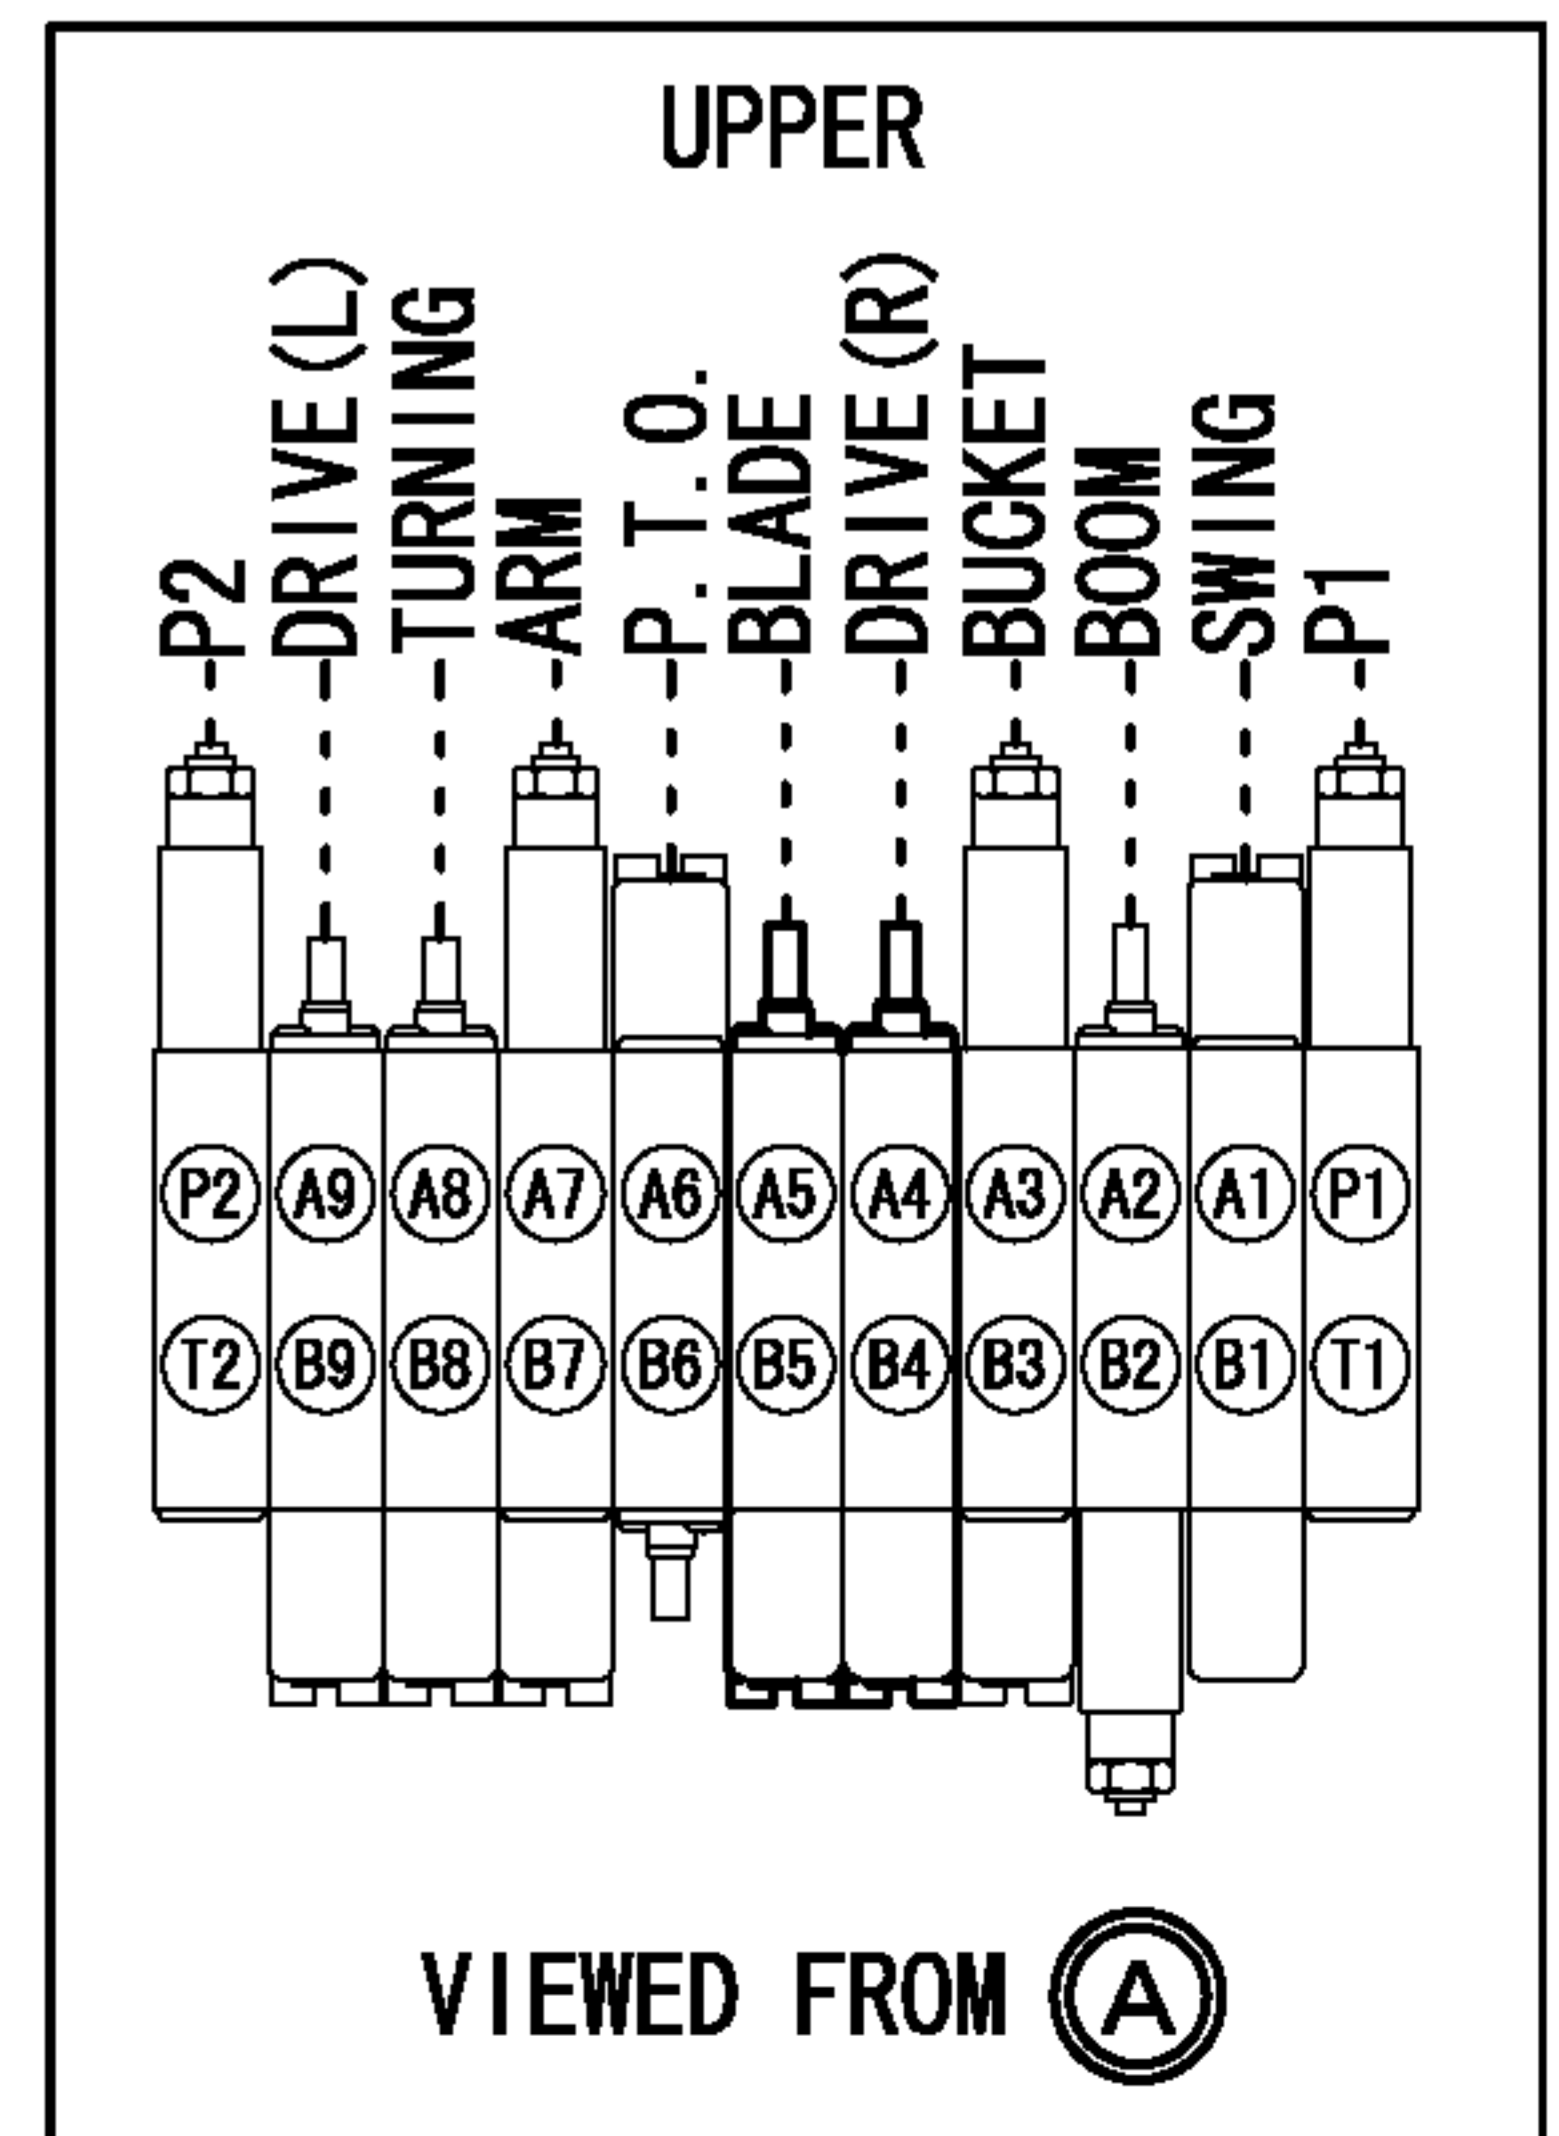 UPPER
P2
DRIVE(L)
TURNING
ARM
P.T.O.
BLADE
DRIVE(R)
BUCKET
BOOM
SWING
P1
P2 A9 A8 A7 A6 A5 A4 A3 A2 A1 P1
T2 B9 B8 B7 B6 B5 B4 B3 B2 B1 T1
VIEWED FROM A